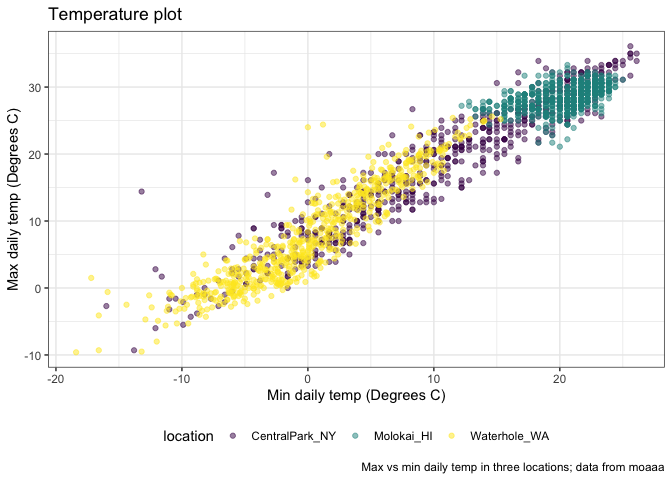 Temperature plot
Max daily temp (Degrees C)
30
20
10
0
-10
-20
-10
0
10
20
Min daily temp (Degrees C)
location CentralPark_NY Molokai_HI Waterhole_WA
Max vs min daily temp in three locations; data from moaaa